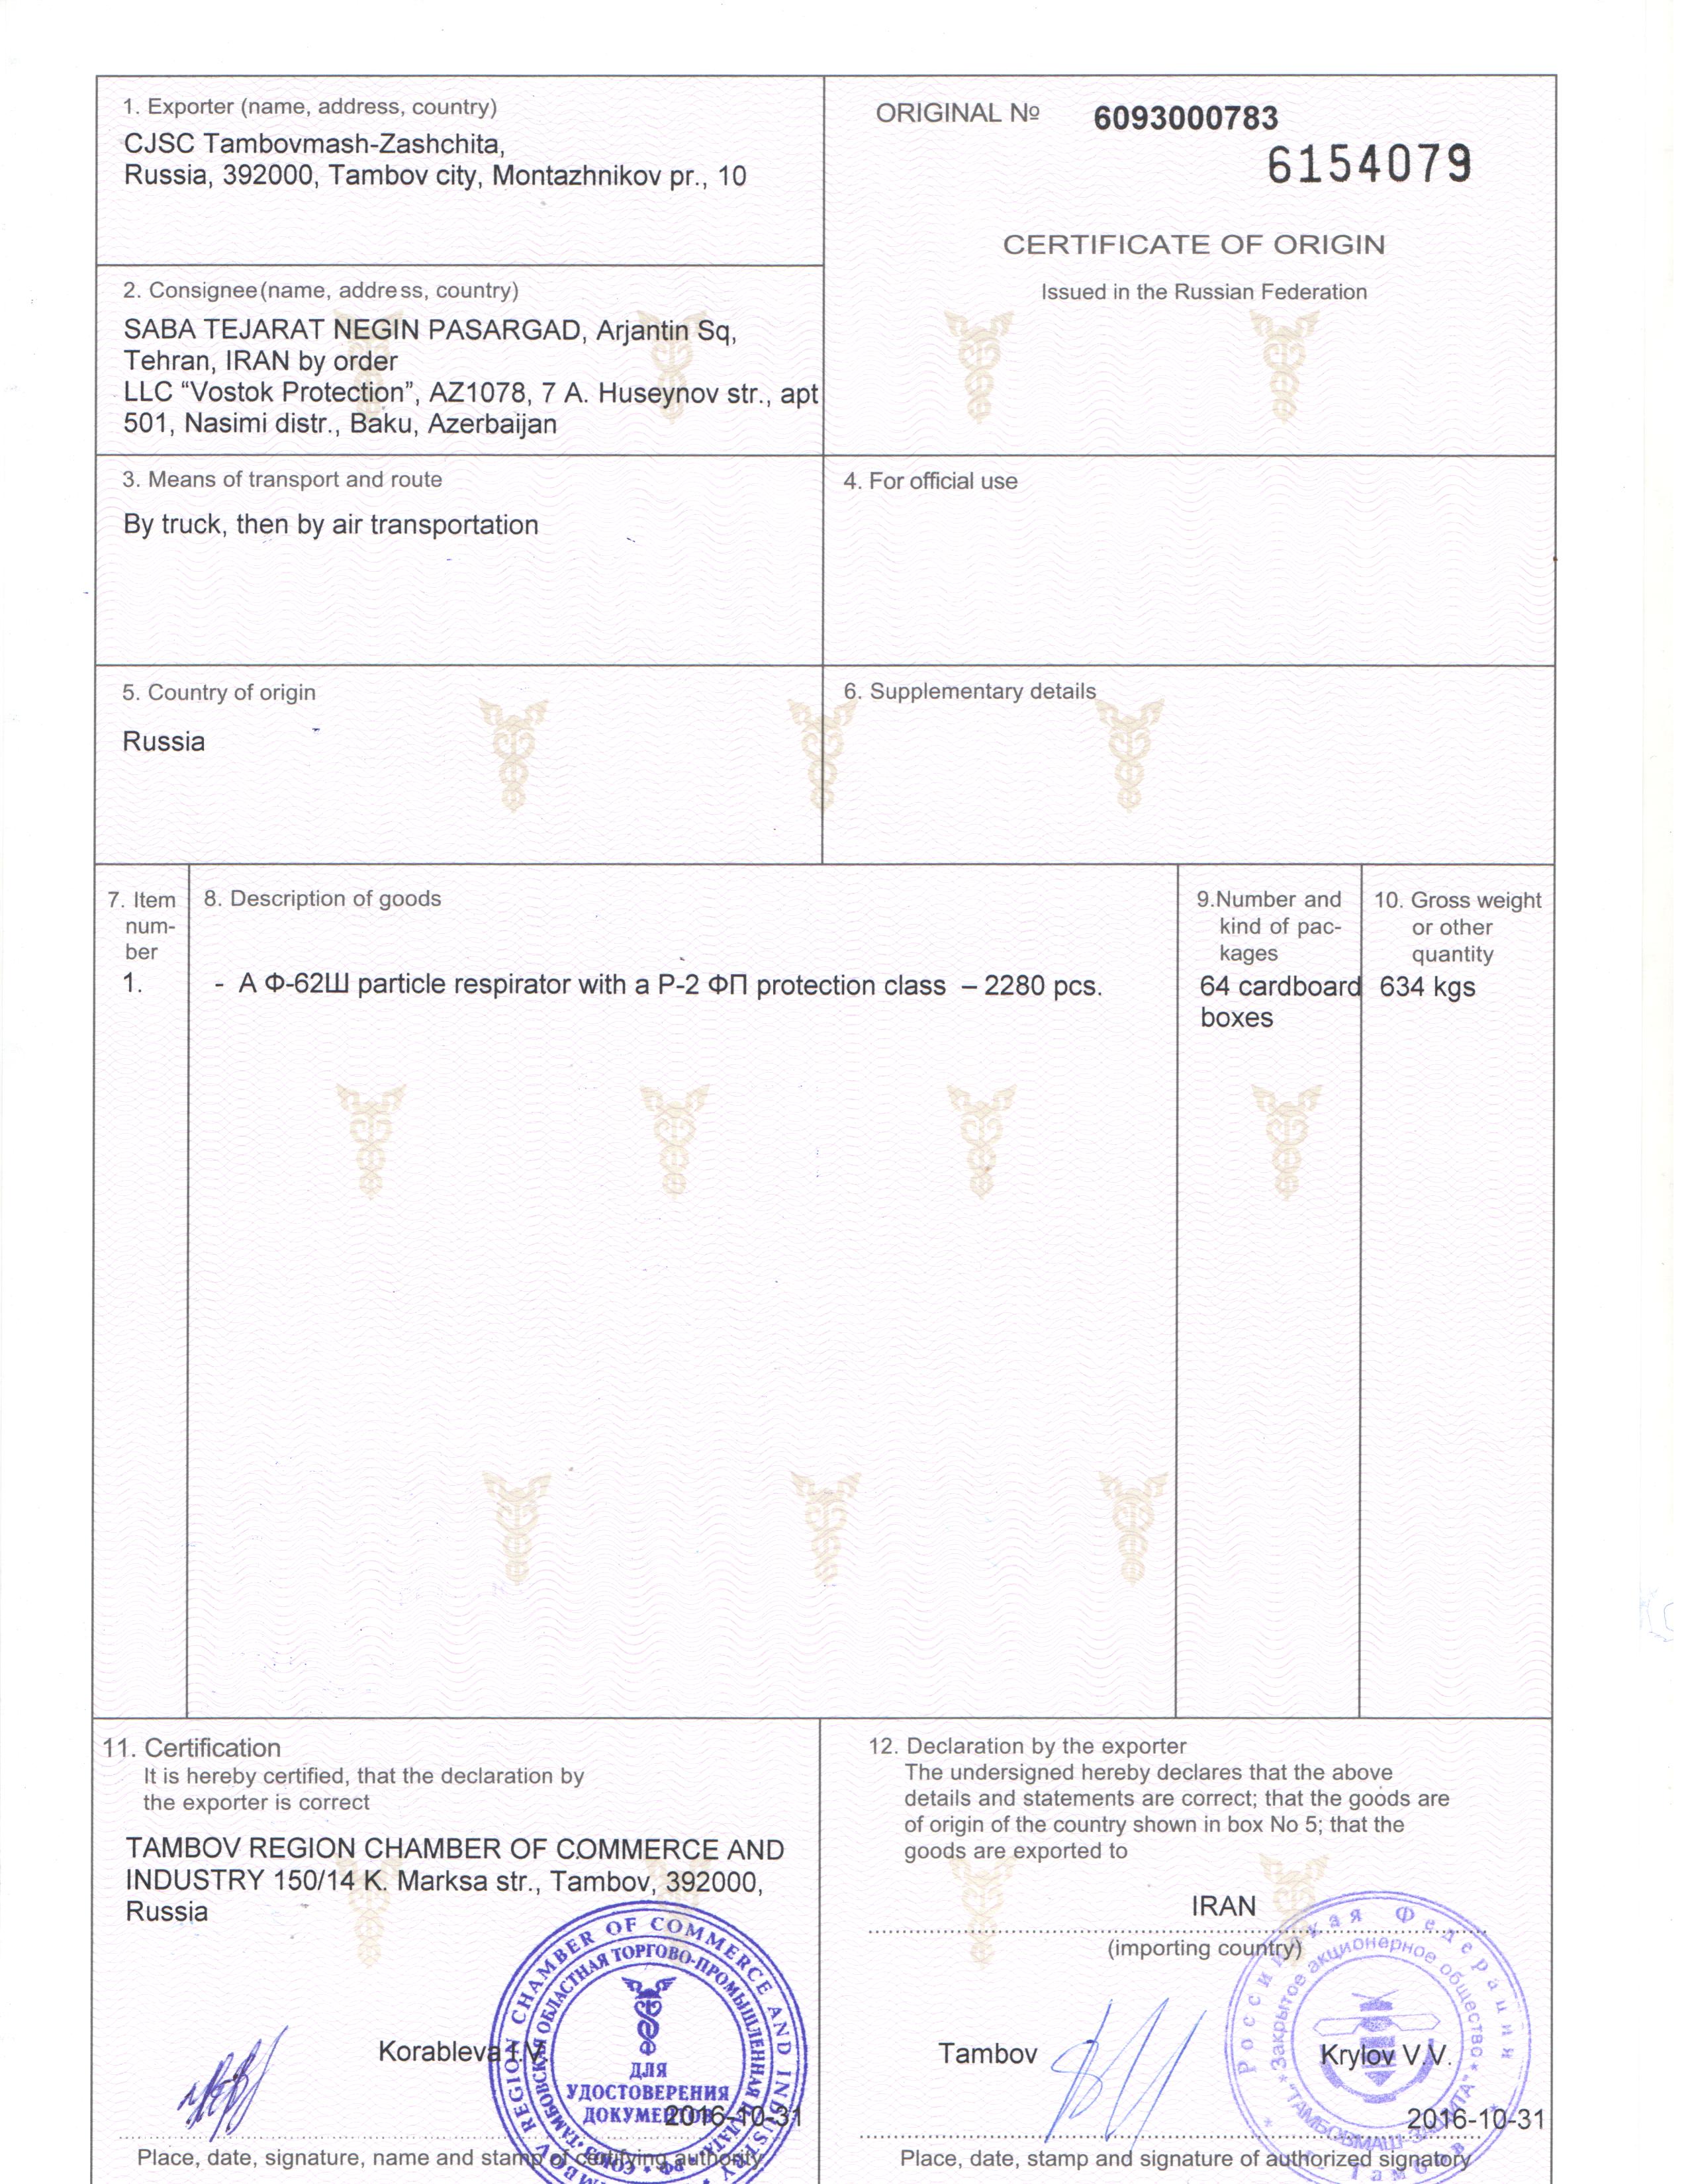 1. Exporter (name, address, country)
CJSC Tambovmash-Zashchita,
Russia, 392000, Tambov city, Montazhnikov pr., 10
ORIGINAL № 6093000783
6154079
CERTIFICATE OF ORIGIN
Issued in the Russian Federation
2. Consignee(name, address, country)
SABA TEJARAT NEGIN PASARGAD, Arjantin Sq,
Tehran, IRAN by order
LLC “Vostok Protection”, AZ1078, 7 A. Huseynov str., apt
501, Nasimi distr., Baku, Azerbaijan
3. Means of transport and route
By truck, then by air transportation
4. For official use
5. Country of origin
Russia
6. Supplementary details
7. Item
num-
ber
1.
8. Description of goods
- А Ф-62Ш particle respirator with a P-2 ФП protection class – 2280 pcs.
9.Number and
kind of pac-
kages
64 cardboard
boxes
10. Gross weight
or other
quantity
634 kgs
11. Certification
It is hereby certified, that the declaration by
the exporter is correct
TAMBOV REGION CHAMBER OF COMMERCE AND
INDUSTRY 150/14 K. Marksa str., Tambov, 392000,
Russia
Korableva I.V.
TAMBOV REGION CHAMBER OF COMMERCE AND INDUSTRY
ТАМБОВСКАЯ ОБЛАСТНАЯ ТОРГОВО-ПРОМЫШЛЕННАЯ ПАЛАТА
ДЛЯ
УДОСТОВЕРЕНИЯ
ДОКУМЕНТОВ
2016-10-31
Place, date, signature, name and stamp of certifying authority
12. Declaration by the exporter
The undersigned hereby declares that the above
details and statements are correct; that the goods are
of origin of the country shown in box No 5; that the
goods are exported to
IRAN
(importing country)
Российская Федерация
Закрытое акционерное общество
"ТАМБОВМАШ-ЗАЩИТА"
г. Тамбов
Tambov
Krylov V.V.
2016-10-31
Place, date, stamp and signature of authorized signatory